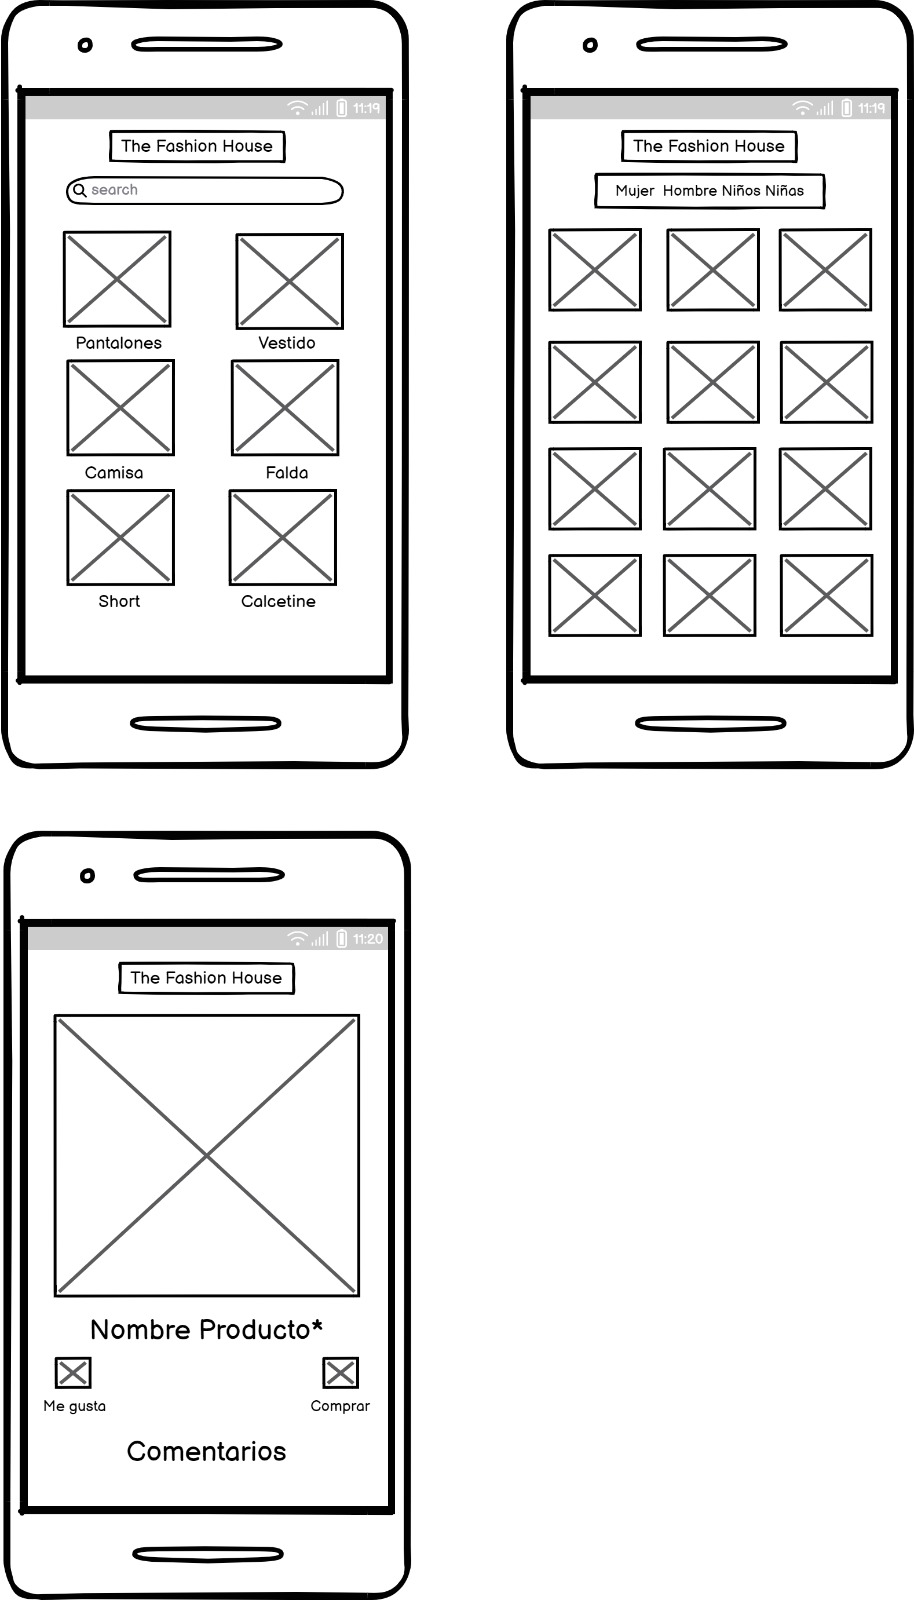 11:19
The Fashion House
search
Pantalones
Vestido
Camisa
Falda
Short
Calcetine
11:19
The Fashion House
Mujer Hombre Niños Niñas
11:20
The Fashion House
Nombre Producto*
Me gusta
Comprar
Comentarios